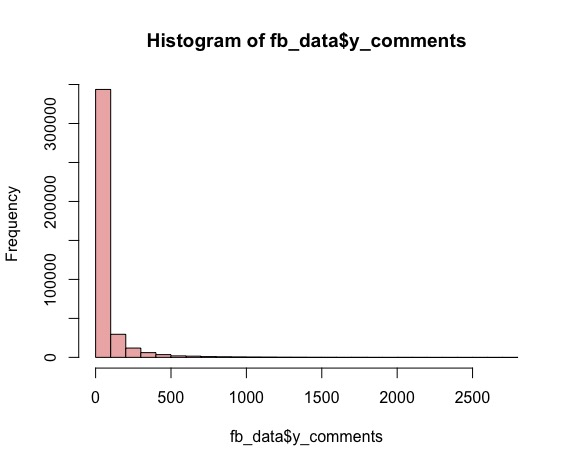 Histogram of fb_data$y_comments
Frequency
300000
200000
100000
0
0 500 1000 1500 2000 2500
fb_data$y_comments